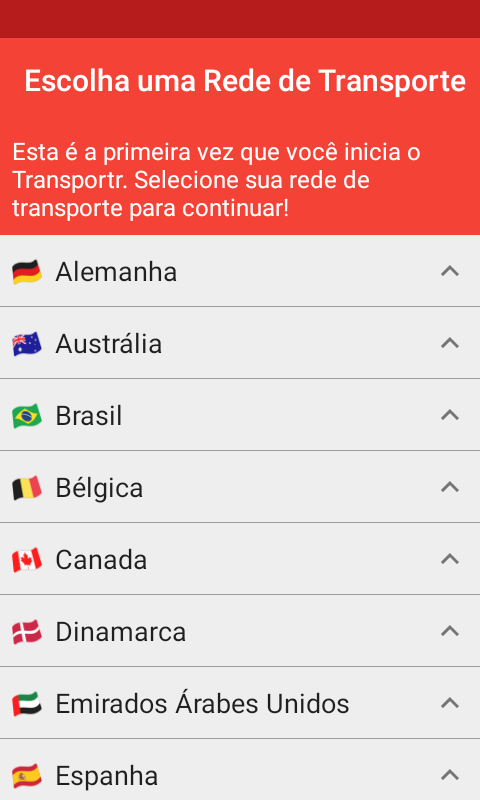 Escolha uma Rede de Transporte
Esta é a primeira vez que você inicia o
Transportr. Selecione sua rede de
transporte para continuar!
Alemanha
Austrália
Brasil
Bélgica
Canada
Dinamarca
Emirados Árabes Unidos
Espanha